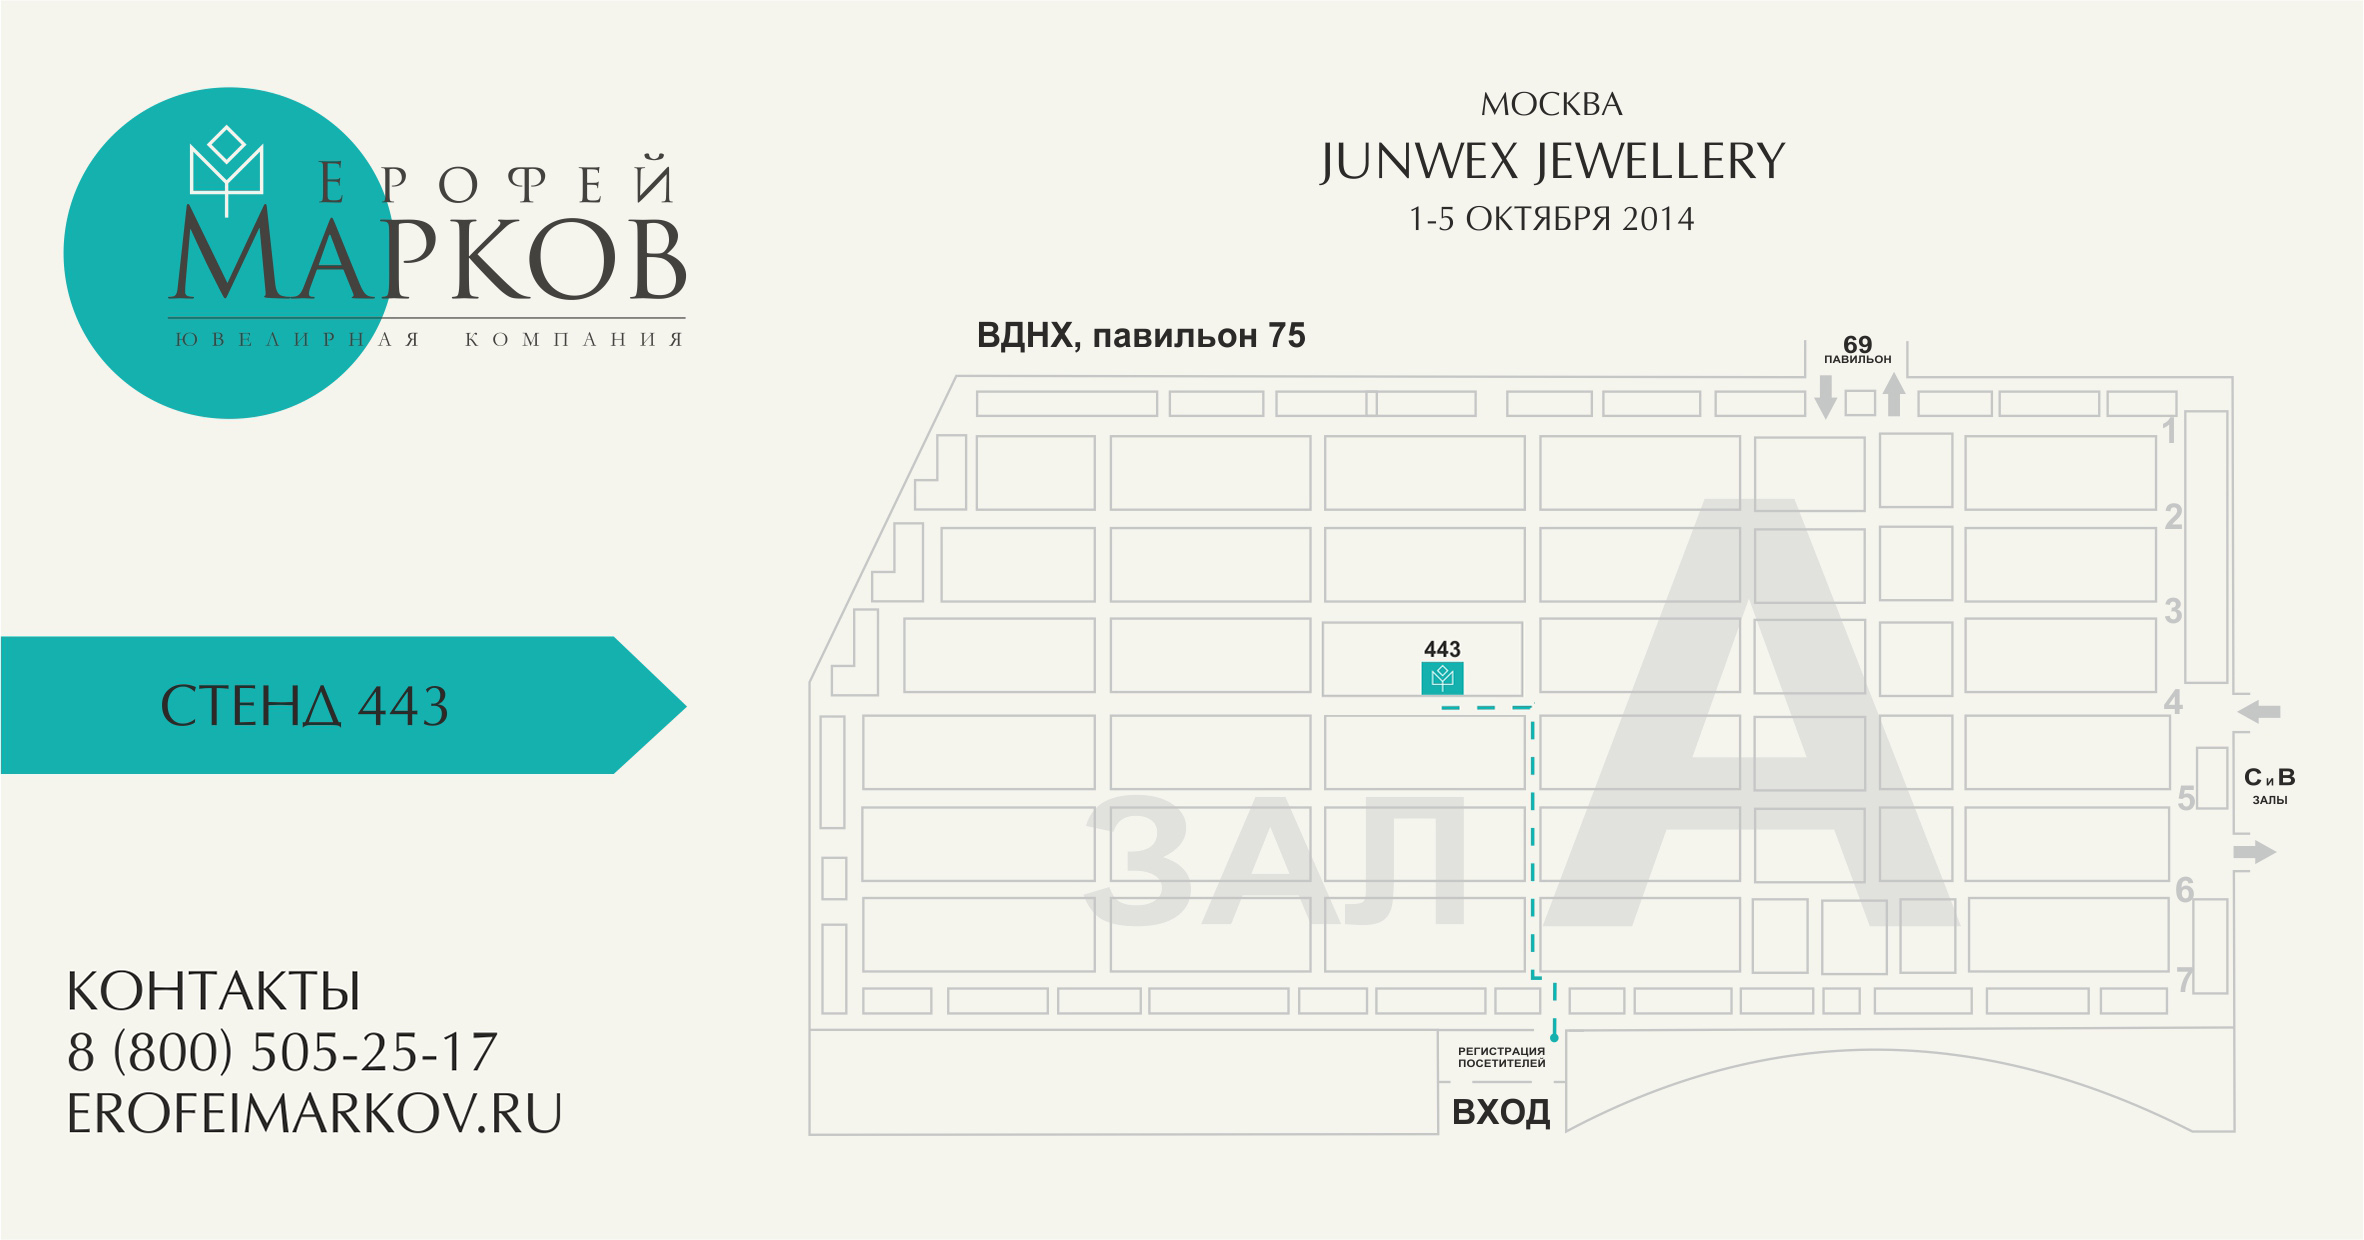 ЕРОФЕЙ
МАРКОВ
ЮВЕЛИРНАЯ КОМПАНИЯ
СТЕНД 443
КОНТАКТЫ
8 (800) 505-25-17
EROFEIMARKOV.RU
МОСКВА
JUNWEX JEWELLERY
1-5 ОКТЯБРЯ 2014
ВДНХ, павильон 75
69
ПАВИЛЬОН
1
2
3
443
4
С и В
ЗАЛЫ
5
ЗАЛ А
6
7
РЕГИСТРАЦИЯ
ПОСЕТИТЕЛЕЙ
ВХОД